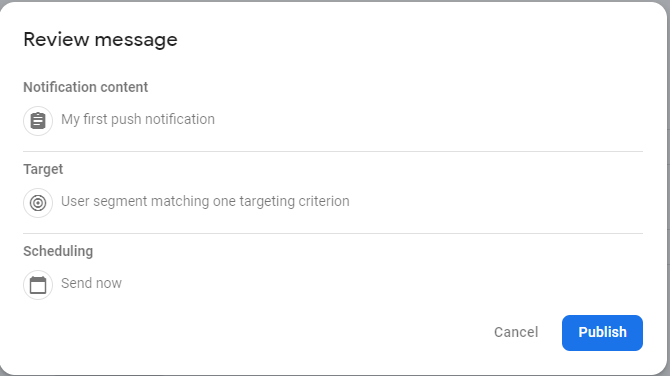 Review message
Notification content
My first push notification
Target
User segment matching one targeting criterion
Scheduling
Send now
Cancel
Publish